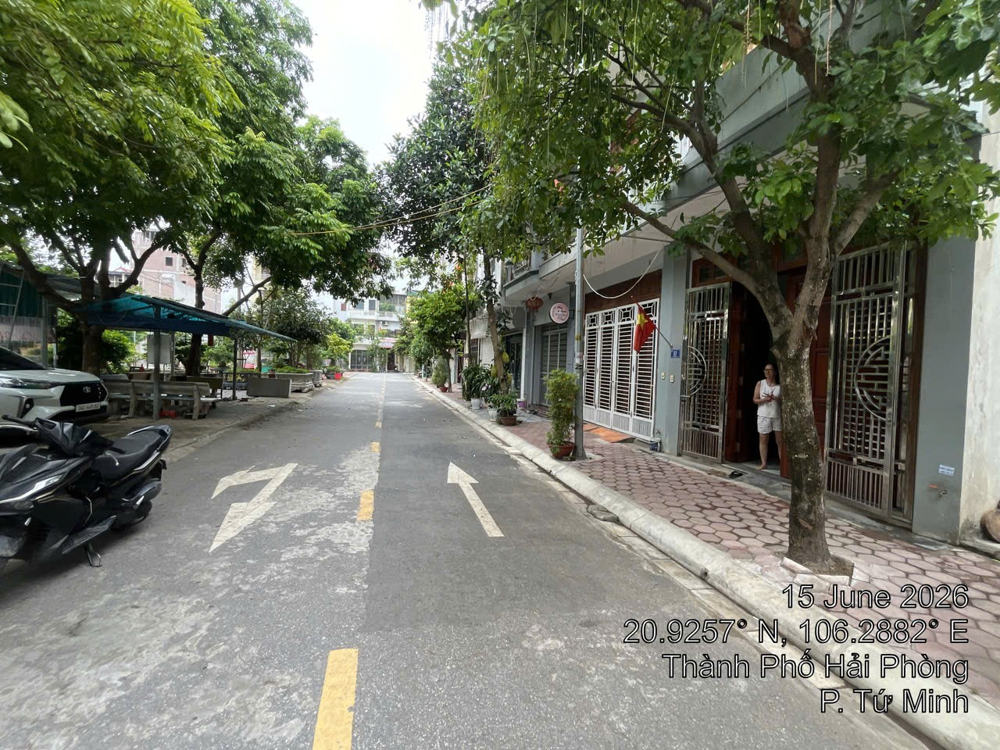 15 June 2026
20.9257° N, 106.2882° E
Thành Phố Hải Phòng
P. Tứ Minh